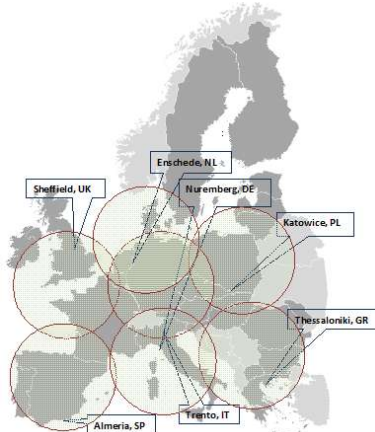 Enschede, NL
Sheffield, UK
Nuremberg, DE
Katowice, PL
Thessaloniki, GR
Trento, IT
Almeria, SP